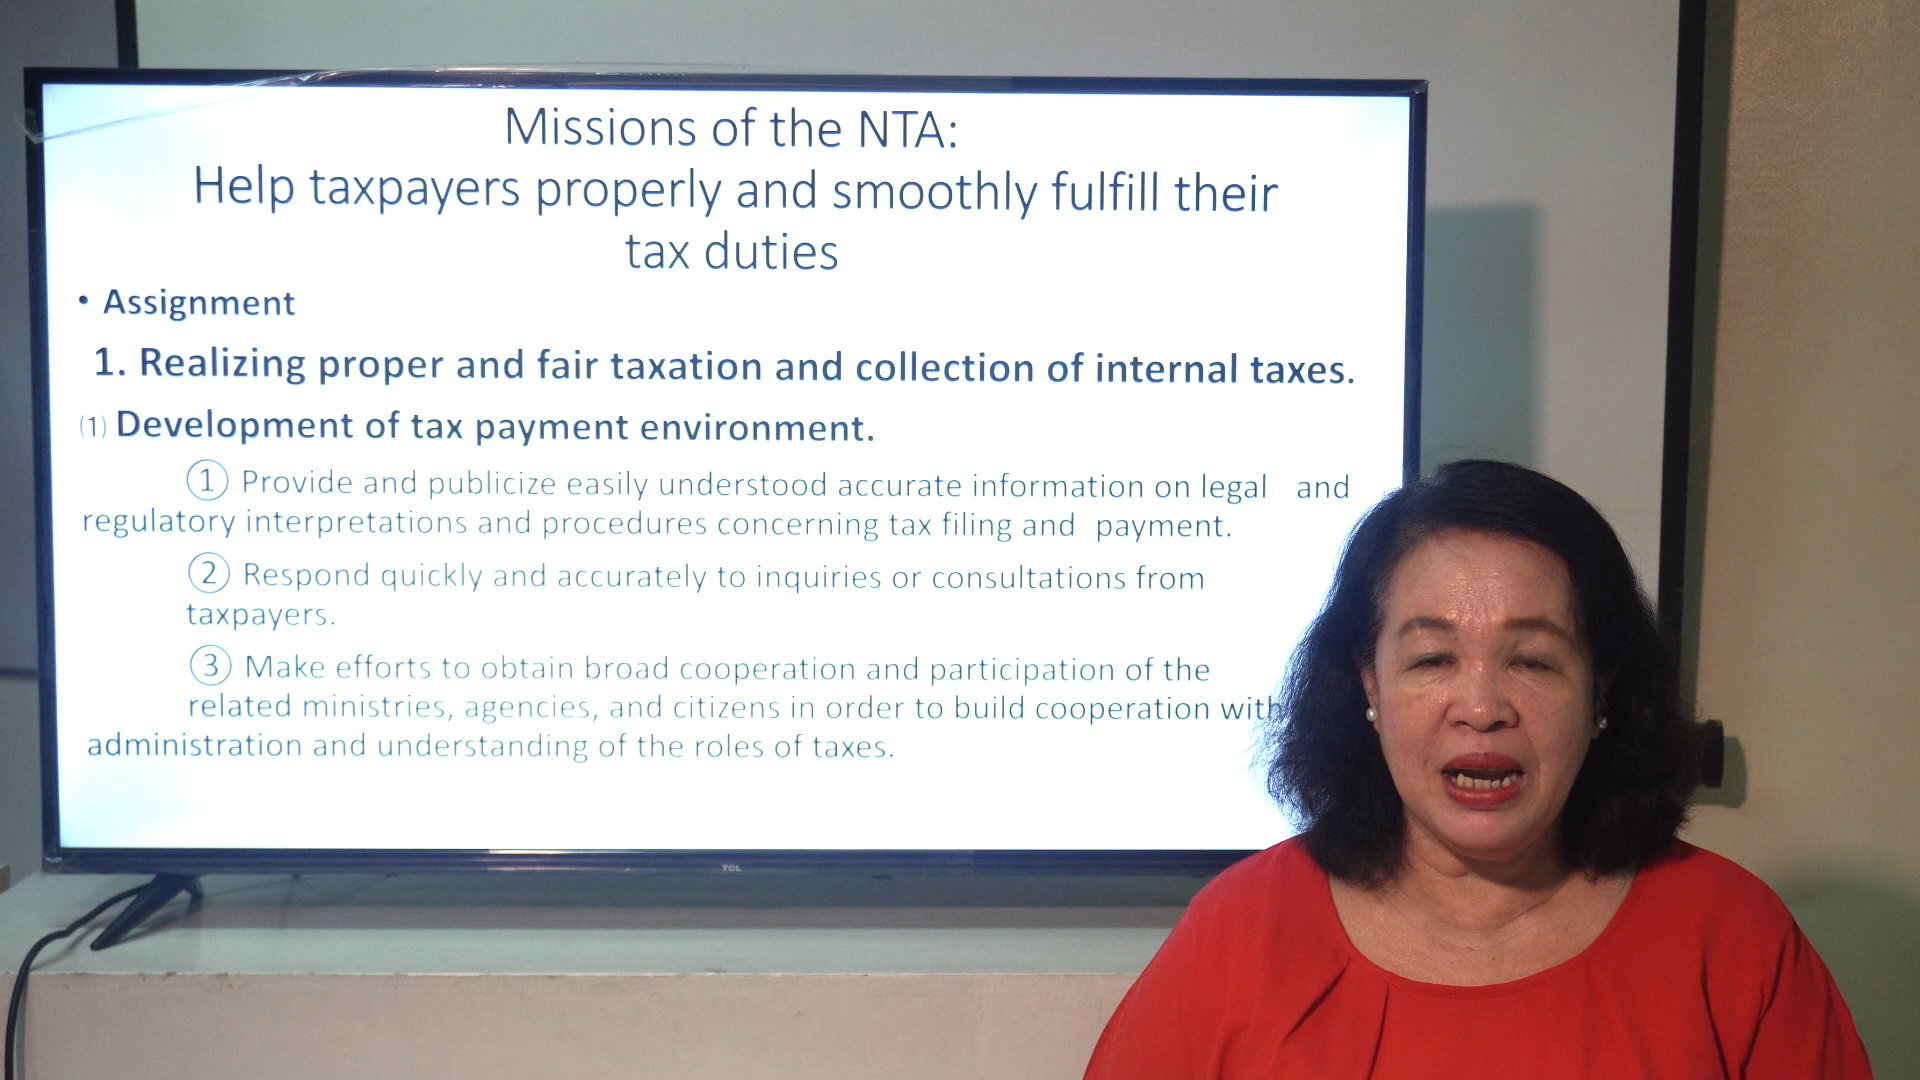 Missions of the NTA:
Help taxpayers properly and smoothly fulfill their
tax duties
• Assignment
1. Realizing proper and fair taxation and collection of internal taxes.
(1) Development of tax payment environment.
① Provide and publicize easily understood accurate information on legal and
regulatory interpretations and procedures concerning tax filing and payment.
② Respond quickly and accurately to inquiries or consultations from
taxpayers.
③ Make efforts to obtain broad cooperation and participation of the
related ministries, agencies, and citizens in order to build cooperation with
administration and understanding of the roles of taxes.
TCL